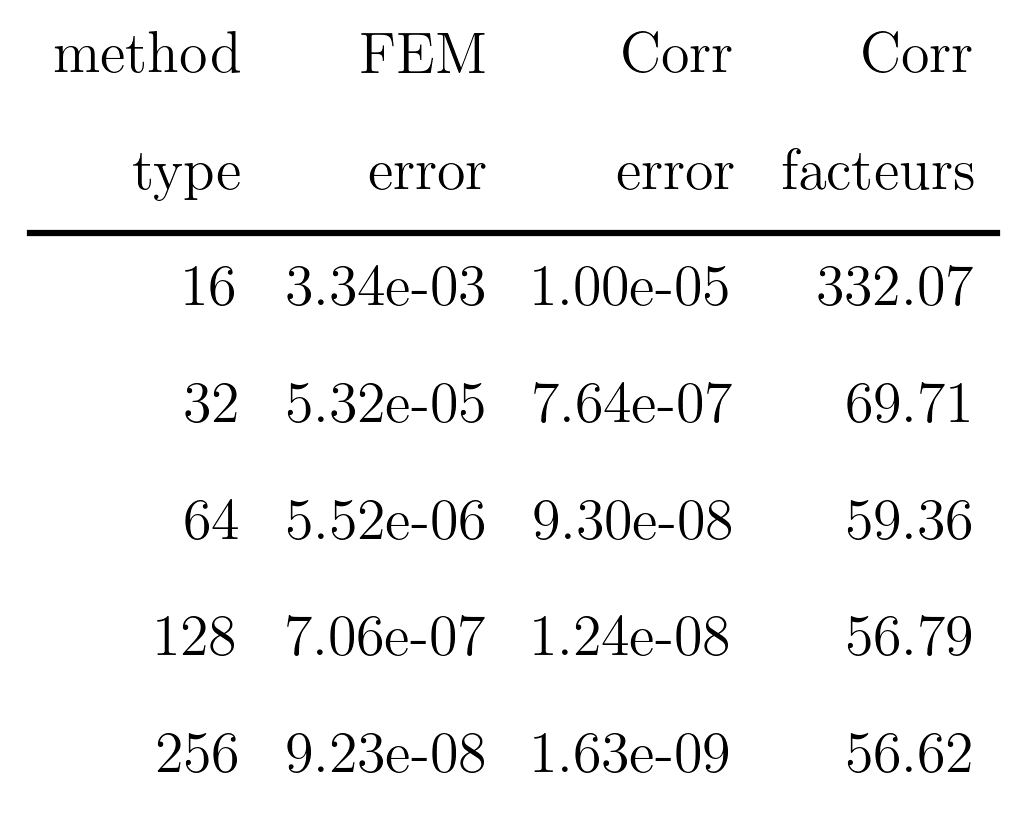 method FEM Corr Corr
type error error facteurs
16 3.34e-03 1.00e-05 332.07
32 5.32e-05 7.64e-07 69.71
64 5.52e-06 9.30e-08 59.36
128 7.06e-07 1.24e-08 56.79
256 9.23e-08 1.63e-09 56.62